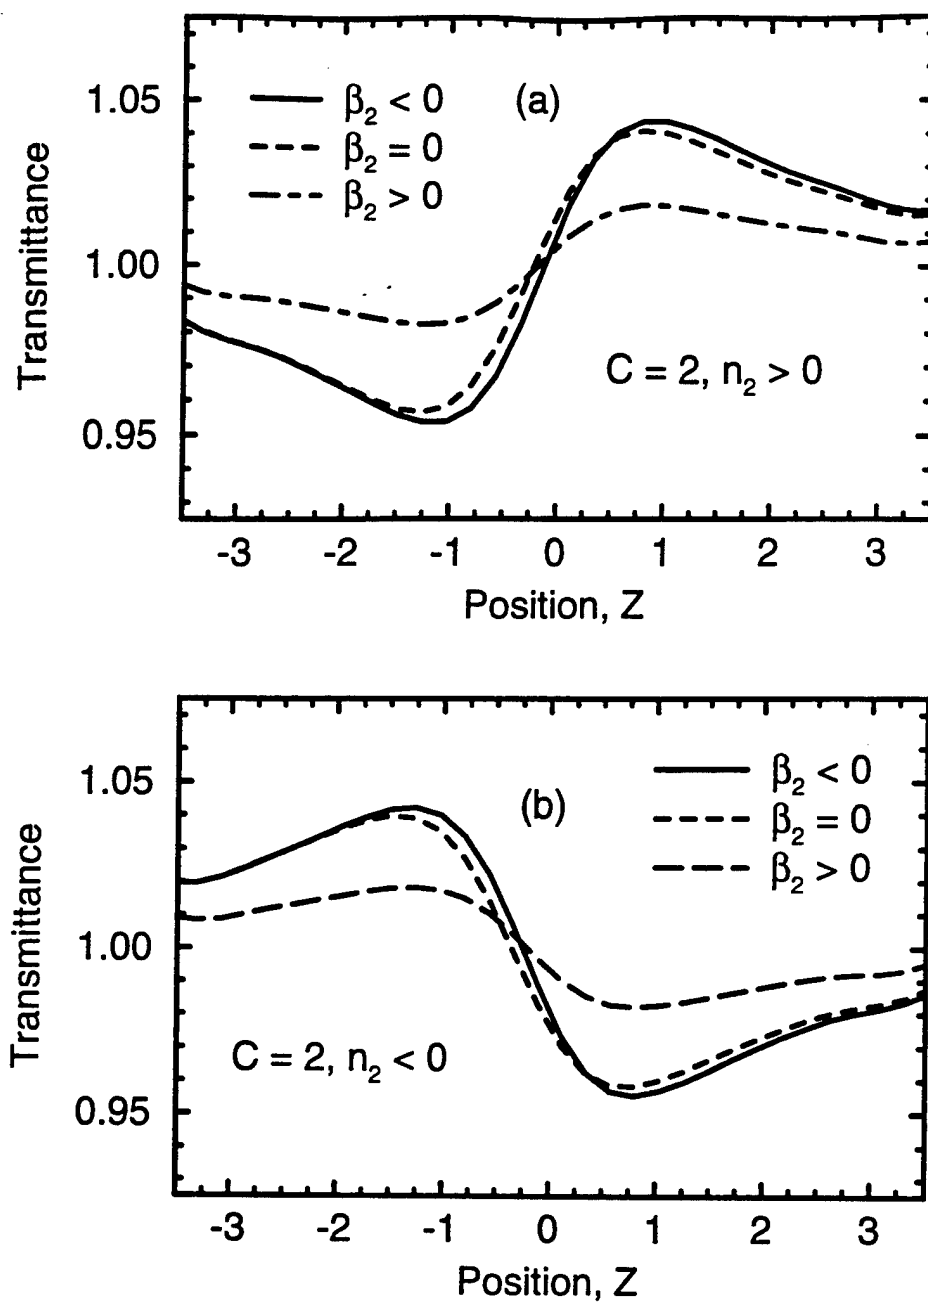 1.05
1.00
0.95
Transmittance
β₂ < 0
β₂ = 0
β₂ > 0
(a)
C = 2, n₂ > 0
-3 -2 -1 0 1 2 3
Position, Z
1.05
1.00
0.95
Transmittance
(b)
β₂ < 0
β₂ = 0
β₂ > 0
C = 2, n₂ < 0
-3 -2 -1 0 1 2 3
Position, Z